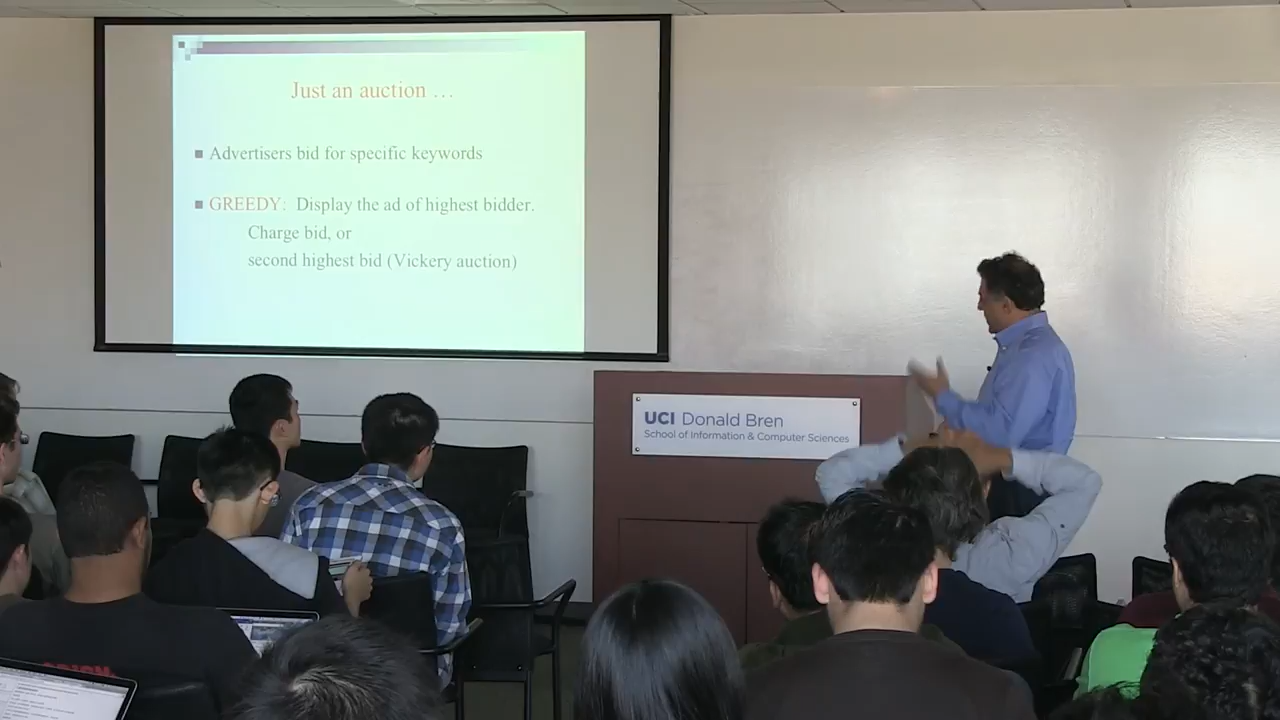 Just an auction …
Advertisers bid for specific keywords
GREEDY: Display the ad of highest bidder.
Charge bid, or
second highest bid (Vickery auction)
UCI Donald Bren
School of Information & Computer Sciences